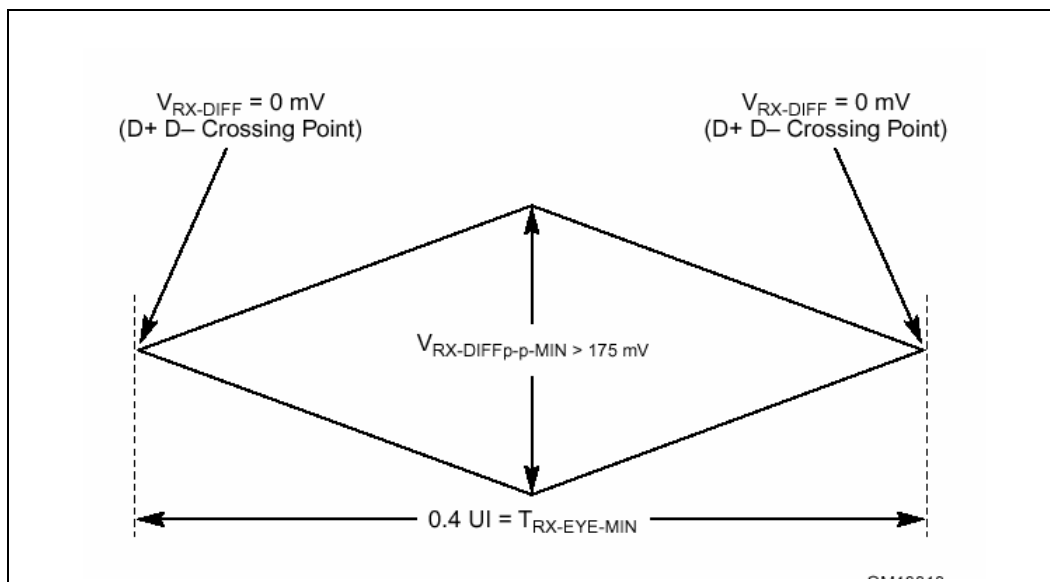 V_RX-DIFF = 0 mV
(D+ D– Crossing Point)
V_RX-DIFF = 0 mV
(D+ D– Crossing Point)
V_RX-DIFFp-p-MIN > 175 mV
0.4 UI = T_RX-EYE-MIN